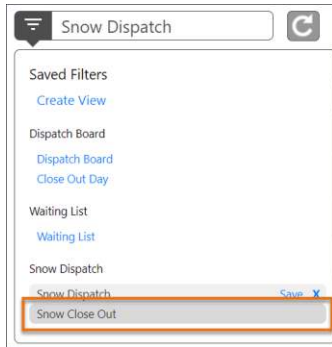 Snow Dispatch
Saved Filters
Create View
Dispatch Board
Dispatch Board
Close Out Day
Waiting List
Waiting List
Snow Dispatch
Snow Dispatch Save X
Snow Close Out